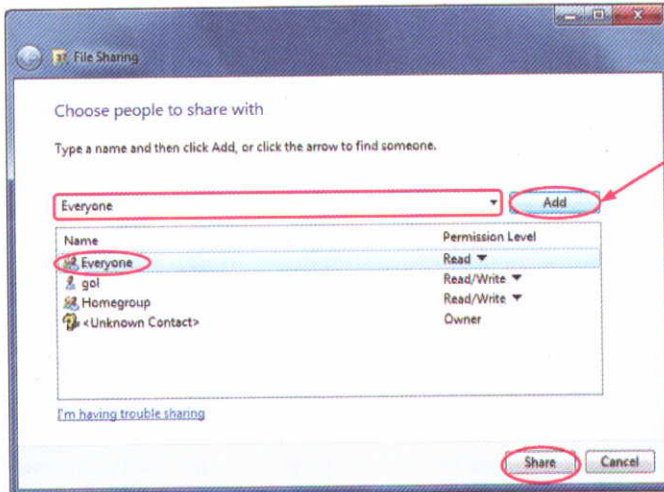 File Sharing
Choose people to share with
Type a name and then click Add, or click the arrow to find someone.
Everyone Add
Name Permission Level
Everyone Read
gol Read/Write
Homegroup Read/Write
<Unknown Contact> Owner
I'm having trouble sharing
Share Cancel